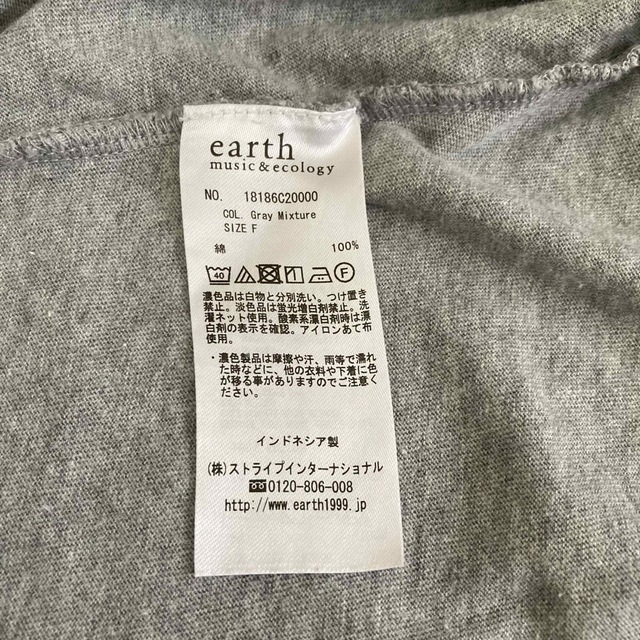 earth
music&ecology
NO. 18186C20000
COL. Gray Mixture
SIZE F
綿 100%
40 F
濃色品は白物と分別洗い。つけ置き
禁止。淡色品は蛍光増白剤禁止。洗
濯ネット使用。酸素系漂白剤時は漂
白剤の表示を確認。アイロンあて布
使用。
・濃色製品は摩擦や汗、雨等で濡れ
た時などに、他の衣料や下着に色
が移る事がありますのでご注意く
ださい。
インドネシア製
(株)ストライプインターナショナル
0120-806-008
http://www.earth1999.jp